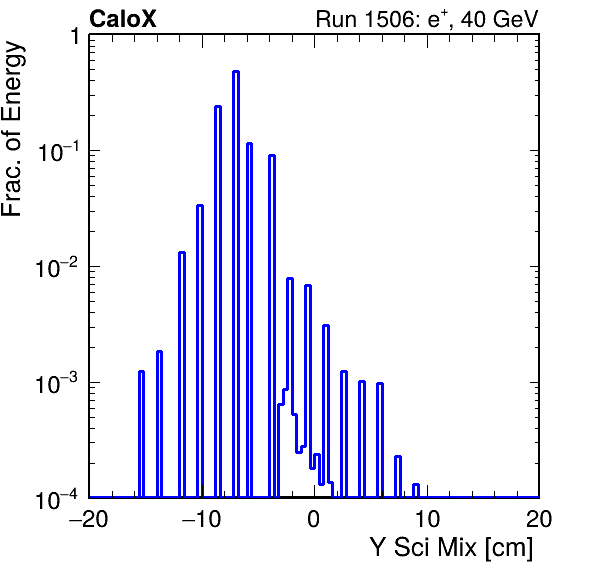 CaloX Run 1506: e⁺, 40 GeV
Frac. of Energy
1
10⁻¹
10⁻²
10⁻³
10⁻⁴
−20 −10 0 10 20
Y Sci Mix [cm]